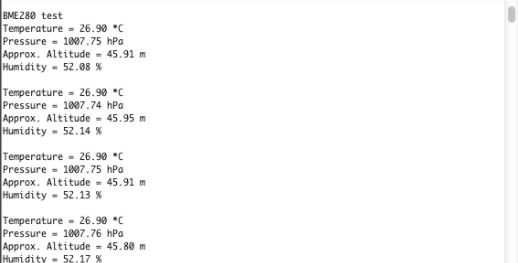 BME280 test
Temperature = 26.90 *C
Pressure = 1007.75 hPa
Approx. Altitude = 45.91 m
Humidity = 52.08 %
Temperature = 26.90 *C
Pressure = 1007.74 hPa
Approx. Altitude = 45.95 m
Humidity = 52.14 %
Temperature = 26.90 *C
Pressure = 1007.75 hPa
Approx. Altitude = 45.91 m
Humidity = 52.13 %
Temperature = 26.90 *C
Pressure = 1007.76 hPa
Approx. Altitude = 45.80 m
Humidity = 52.17 %